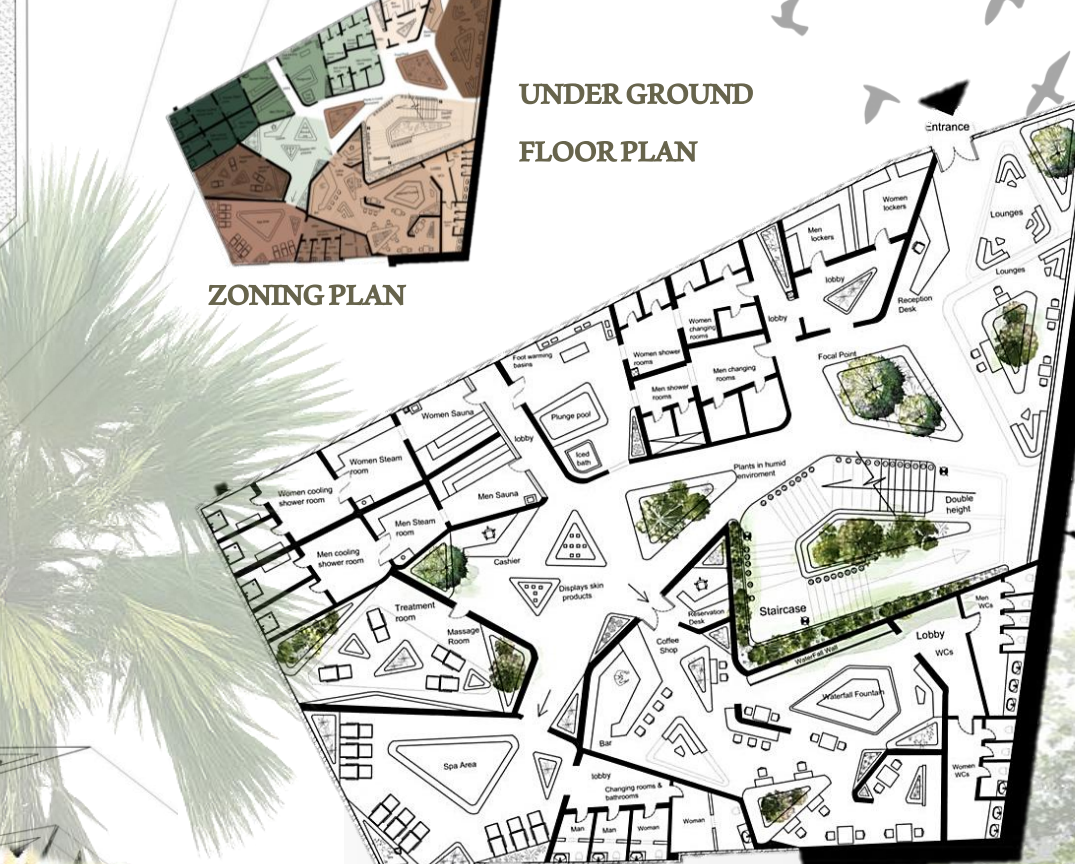 UNDER GROUND
FLOOR PLAN
ZONING PLAN
Entrance
Women
lockers
Men
lockers
Lounges
lobby
Lounges
Reception
Desk
lobby
Women
changing
rooms
Focal Point
Foot warming
basins
Women shower
rooms
Men changing
rooms
Men shower
rooms
Plunge pool
Women Sauna
lobby
Iced
bath
Women Steam
room
Plants in humid
enviroment
Double
height
Women cooling
shower room
Men Sauna
Men Steam
room
Men cooling
shower room
Cashier
Displays skin
products
Treatment
room
Massage
Room
Reservation
Desk
Staircase
Men
WCs
Coffee
Shop
Lobby
WCs
WaterFall Wall
Waterfall Fountain
Bar
Spa Area
lobby
Changing rooms &
bathrooms
Women
WCs
Man
Man
Woman
Woman